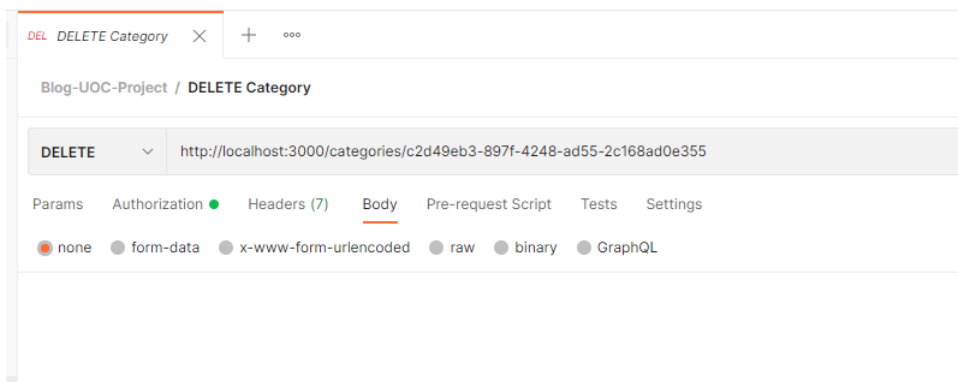 DEL DELETE Category
Blog-UOC-Project / DELETE Category
DELETE http://localhost:3000/categories/c2d49eb3-897f-4248-ad55-2c168ad0e355
Params Authorization Headers (7) Body Pre-request Script Tests Settings
none form-data x-www-form-urlencoded raw binary GraphQL